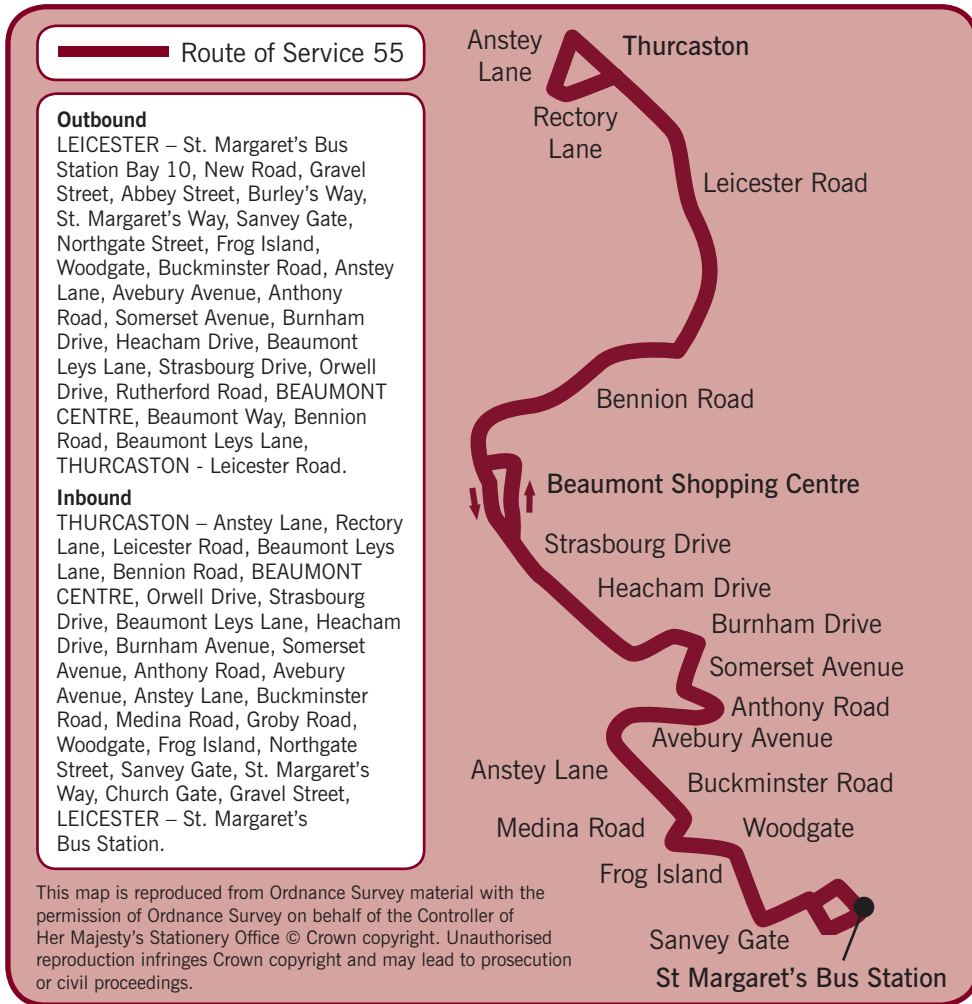 Route of Service 55
Outbound
LEICESTER – St. Margaret's Bus
Station Bay 10, New Road, Gravel
Street, Abbey Street, Burley's Way,
St. Margaret's Way, Sanvey Gate,
Northgate Street, Frog Island,
Woodgate, Buckminster Road, Anstey
Lane, Avebury Avenue, Anthony
Road, Somerset Avenue, Burnham
Drive, Heacham Drive, Beaumont
Leys Lane, Strasbourg Drive, Orwell
Drive, Rutherford Road, BEAUMONT
CENTRE, Beaumont Way, Bennion
Road, Beaumont Leys Lane,
THURCASTON - Leicester Road.
Inbound
THURCASTON – Anstey Lane, Rectory
Lane, Leicester Road, Beaumont Leys
Lane, Bennion Road, BEAUMONT
CENTRE, Orwell Drive, Strasbourg
Drive, Beaumont Leys Lane, Heacham
Drive, Burnham Avenue, Somerset
Avenue, Anthony Road, Avebury
Avenue, Anstey Lane, Buckminster
Road, Medina Road, Groby Road,
Woodgate, Frog Island, Northgate
Street, Sanvey Gate, St. Margaret's
Way, Church Gate, Gravel Street,
LEICESTER – St. Margaret's
Bus Station.
This map is reproduced from Ordnance Survey material with the
permission of Ordnance Survey on behalf of the Controller of
Her Majesty's Stationery Office © Crown copyright. Unauthorised
reproduction infringes Crown copyright and may lead to prosecution
or civil proceedings.
Anstey
Lane
Thurcaston
Rectory
Lane
Leicester Road
Bennion Road
Beaumont Shopping Centre
Strasbourg Drive
Heacham Drive
Burnham Drive
Somerset Avenue
Anthony Road
Avebury Avenue
Anstey Lane
Buckminster Road
Medina Road
Woodgate
Frog Island
Sanvey Gate
St Margaret's Bus Station